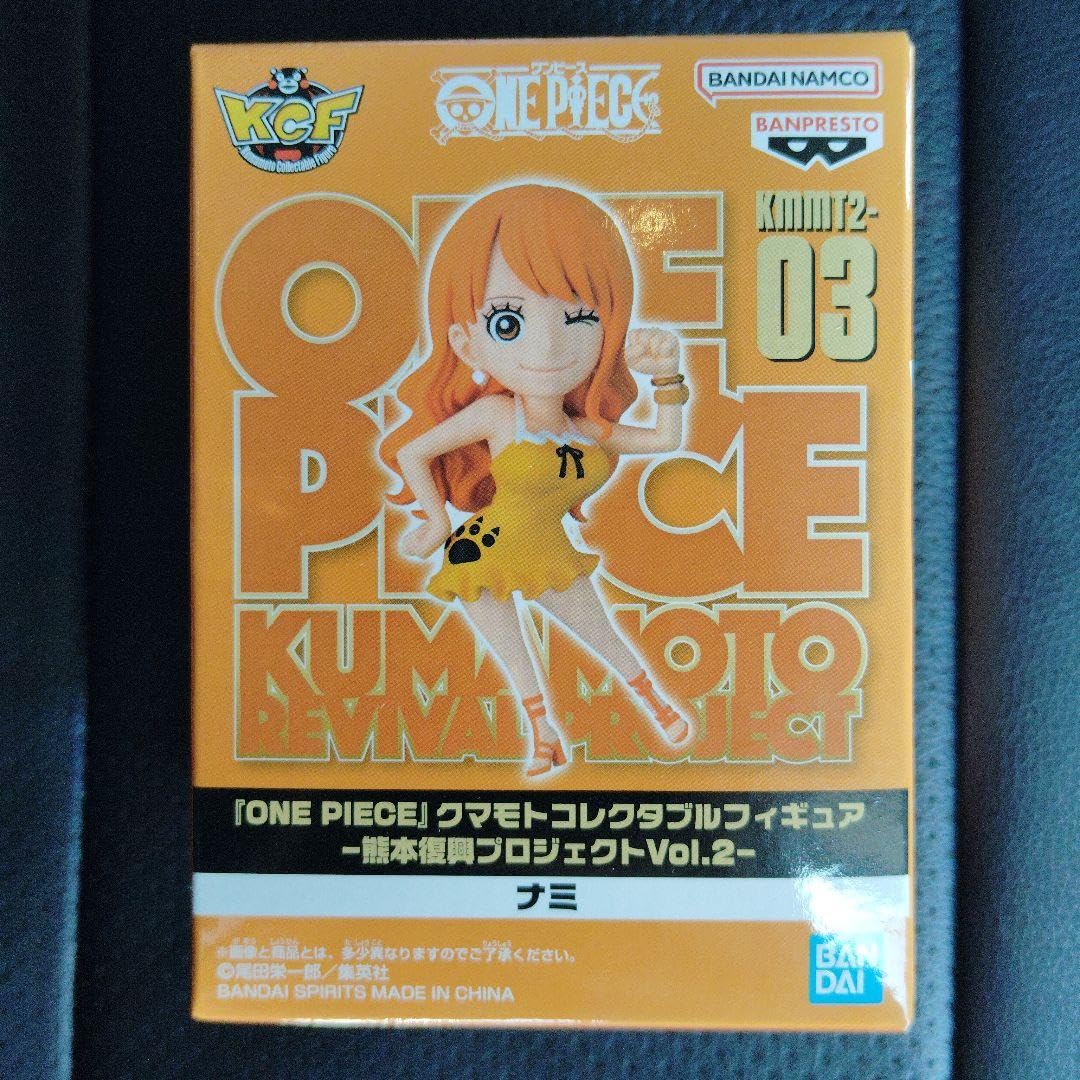 KCF
Kumamoto Collectable Figure
ワンピース
ONE PIECE
BANDAI NAMCO
BANPRESTO
KmmT2-
03
ONE
PIECE
KUMAMOTO
REVIVAL PROJECT
『ONE PIECE』クマモトコレクタブルフィギュア
-熊本復興プロジェクトVol.2-
ナミ
※画像と商品とは、多少異なりますのでご了承ください。
©尾田栄一郎/集英社
BANDAI SPIRITS MADE IN CHINA
BAN
DAI